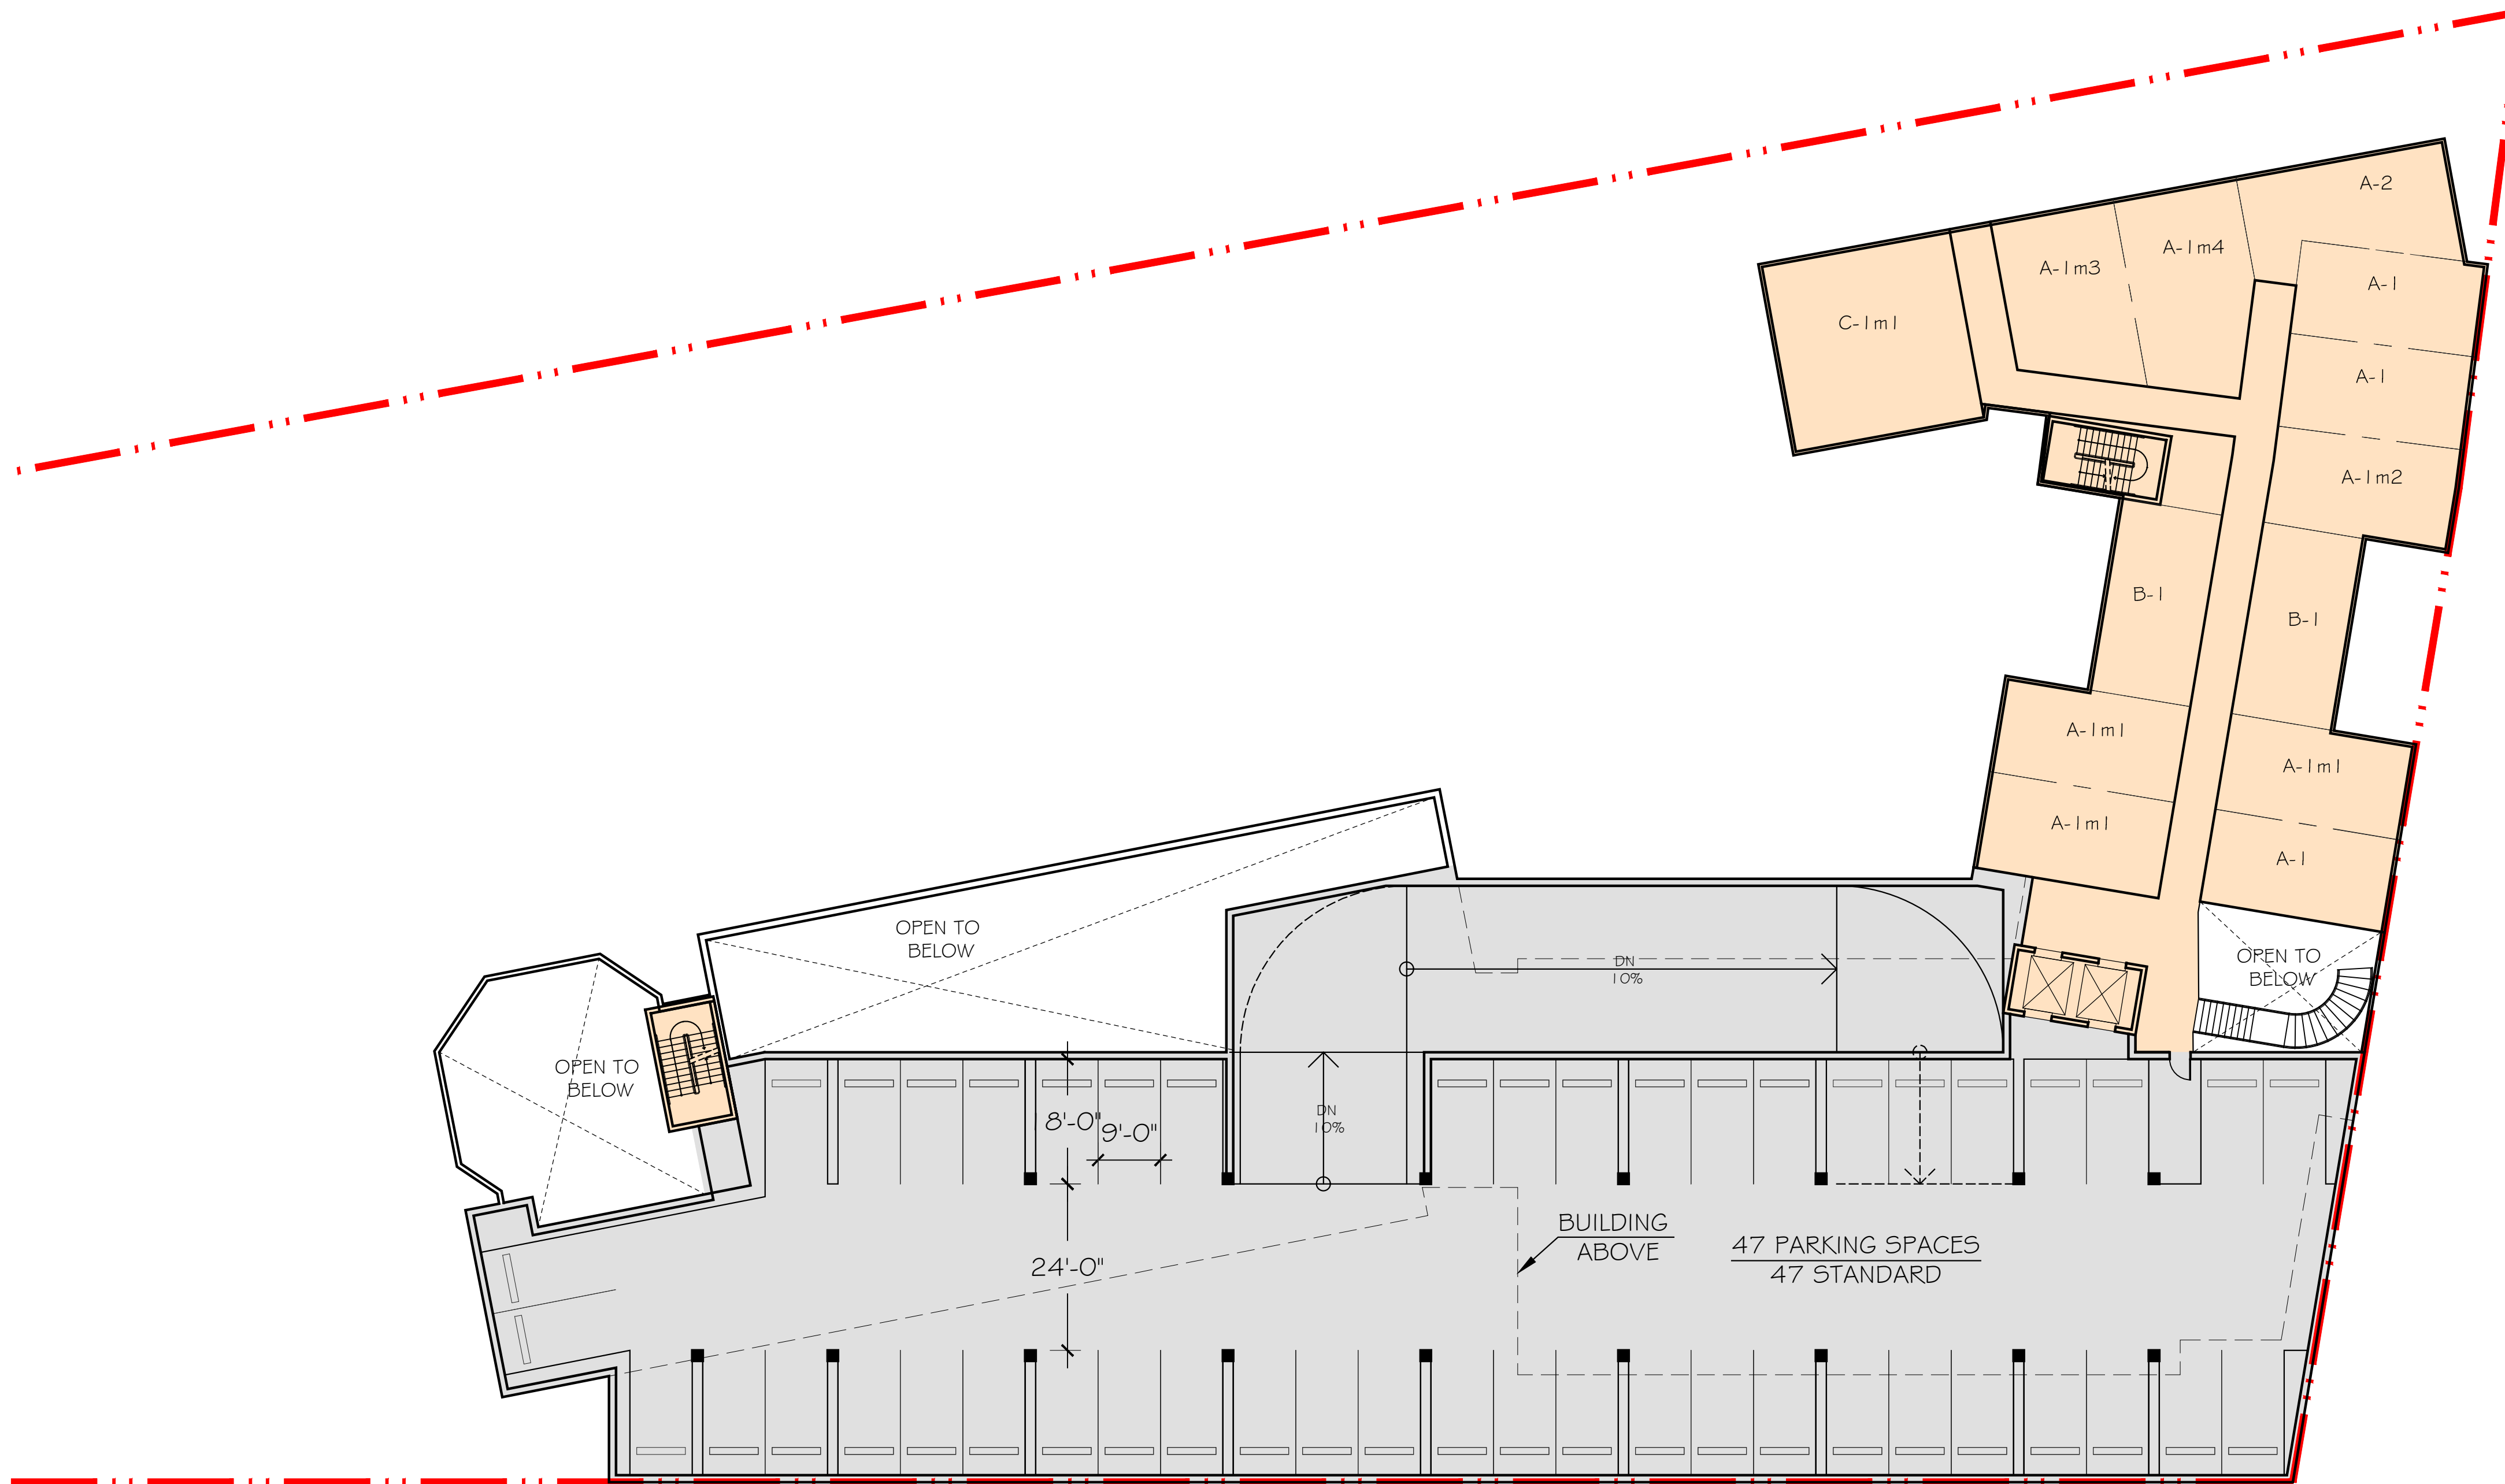 A-2
A-1m4
A-1m3
A-1
C-1m1
A-1
A-1m2
B-1
B-1
A-1m1
A-1m1
A-1m1
A-1
OPEN TO
BELOW
OPEN TO
BELOW
DN
10%
OPEN TO
BELOW
DN
10%
18'-0"
9'-0"
BUILDING
ABOVE
47 PARKING SPACES
47 STANDARD
24'-0"